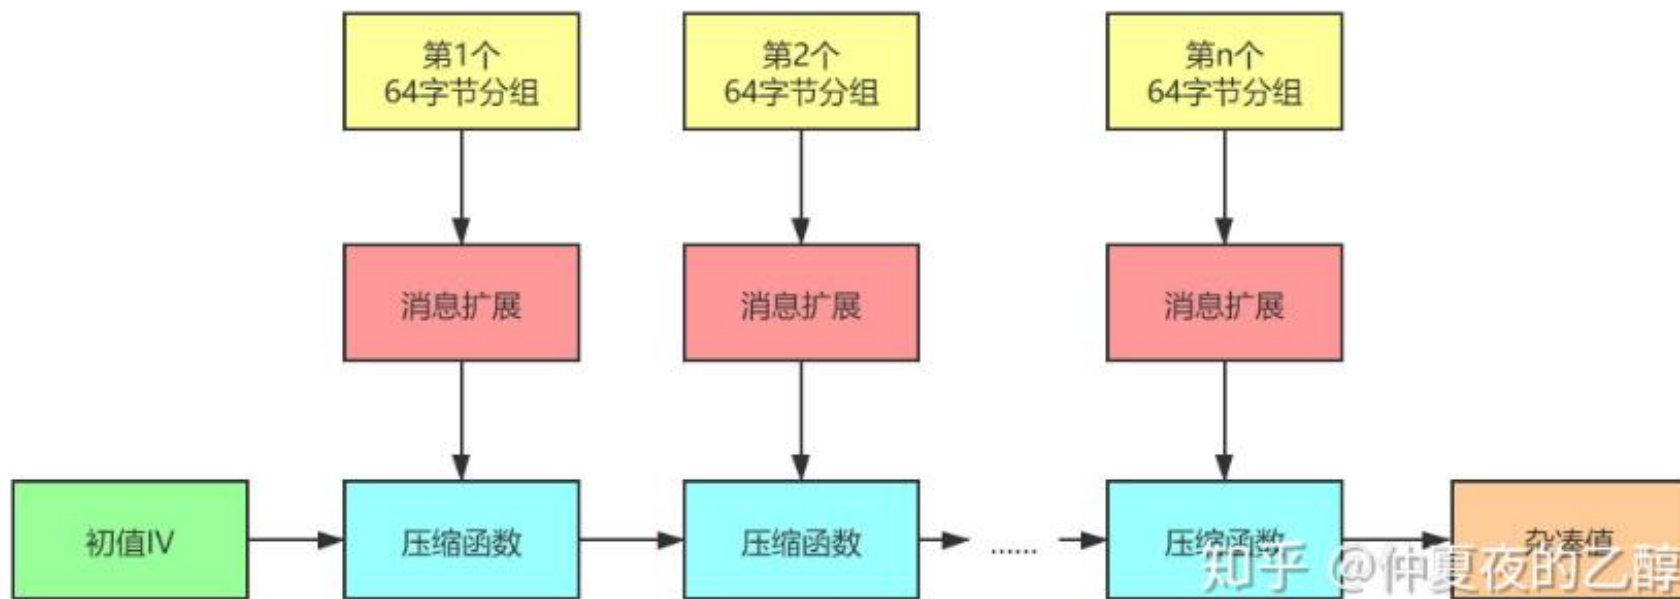 第1个
64字节分组
第2个
64字节分组
第n个
64字节分组
消息扩展
消息扩展
消息扩展
初值IV
压缩函数
压缩函数
......
压缩函数
杂凑值
知乎 @仲夏夜的乙醇